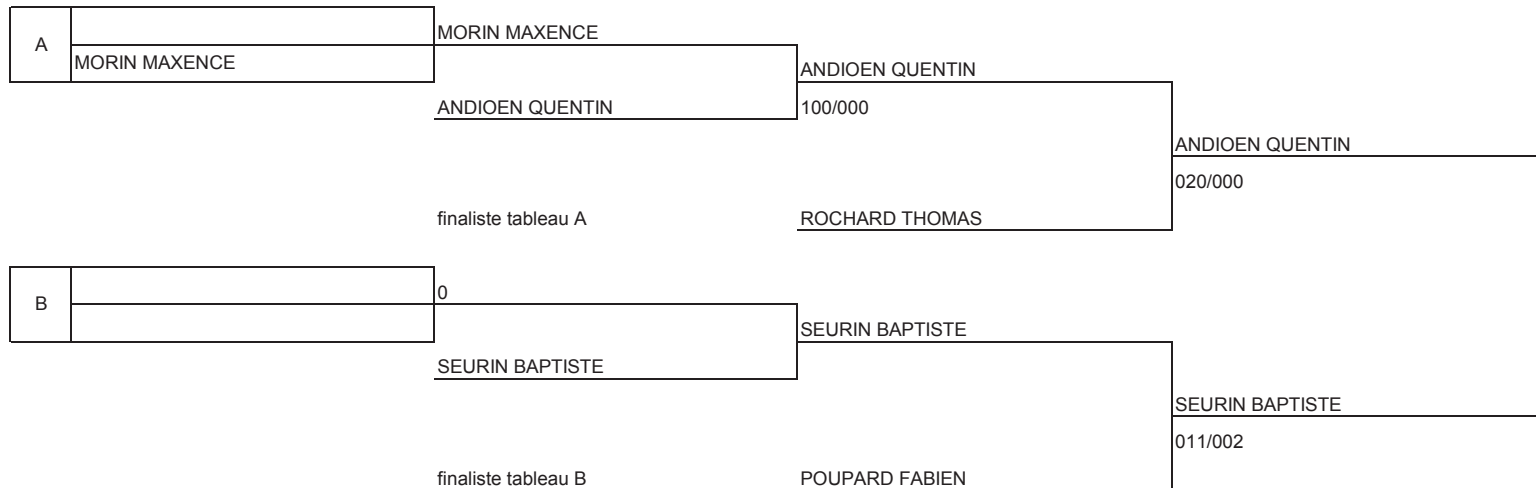 MORIN MAXENCE
A
MORIN MAXENCE
ANDIOEN QUENTIN
ANDIOEN QUENTIN
100/000
ANDIOEN QUENTIN
020/000
finaliste tableau A
ROCHARD THOMAS
0
B
SEURIN BAPTISTE
SEURIN BAPTISTE
SEURIN BAPTISTE
011/002
finaliste tableau B
POUPARD FABIEN